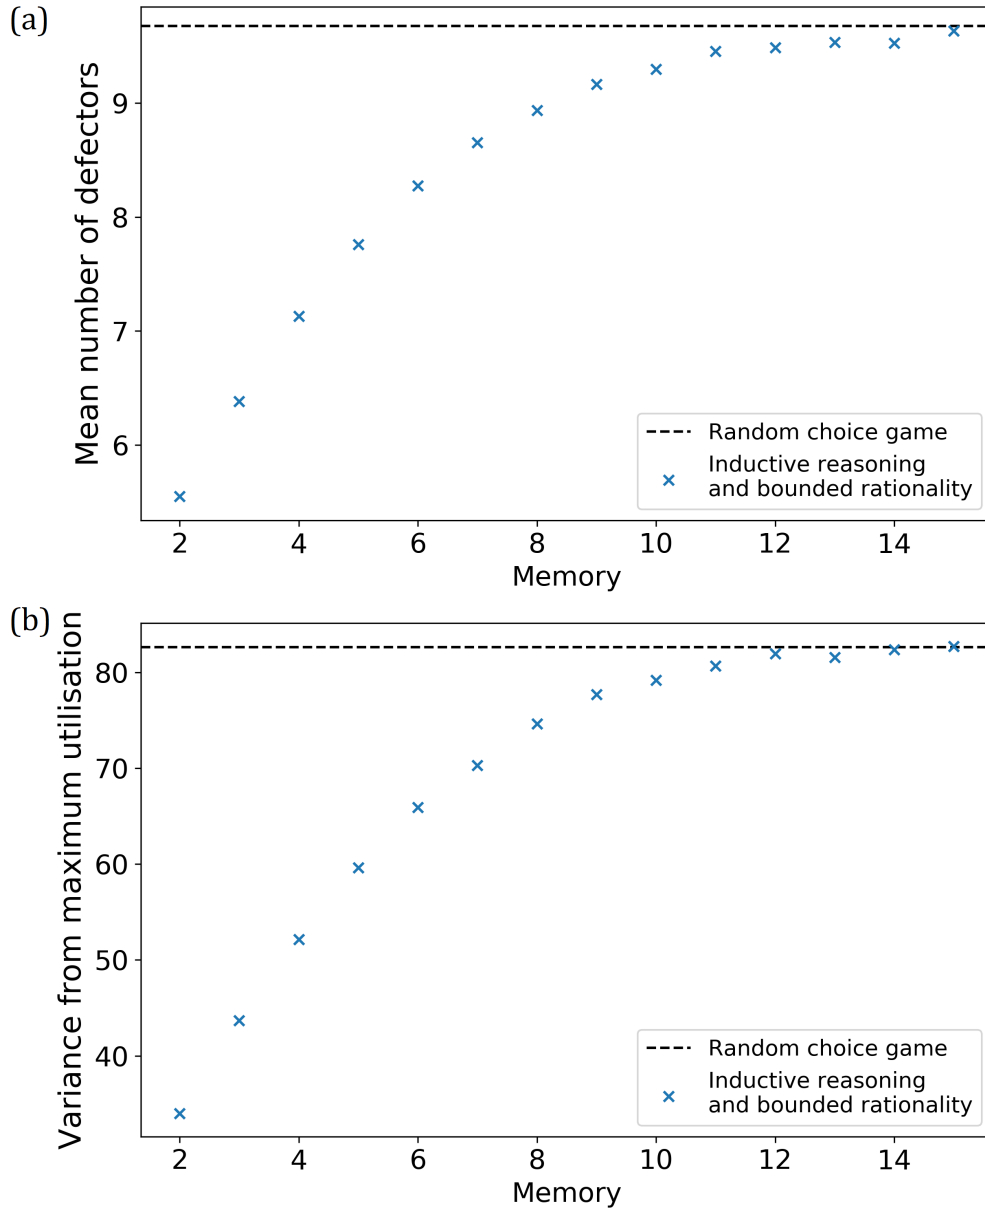 (a)
Mean number of defectors
9
8
7
6
Random choice game
Inductive reasoning
and bounded rationality
2 4 6 8 10 12 14
Memory
(b)
Variance from maximum utilisation
80
70
60
50
40
Random choice game
Inductive reasoning
and bounded rationality
2 4 6 8 10 12 14
Memory